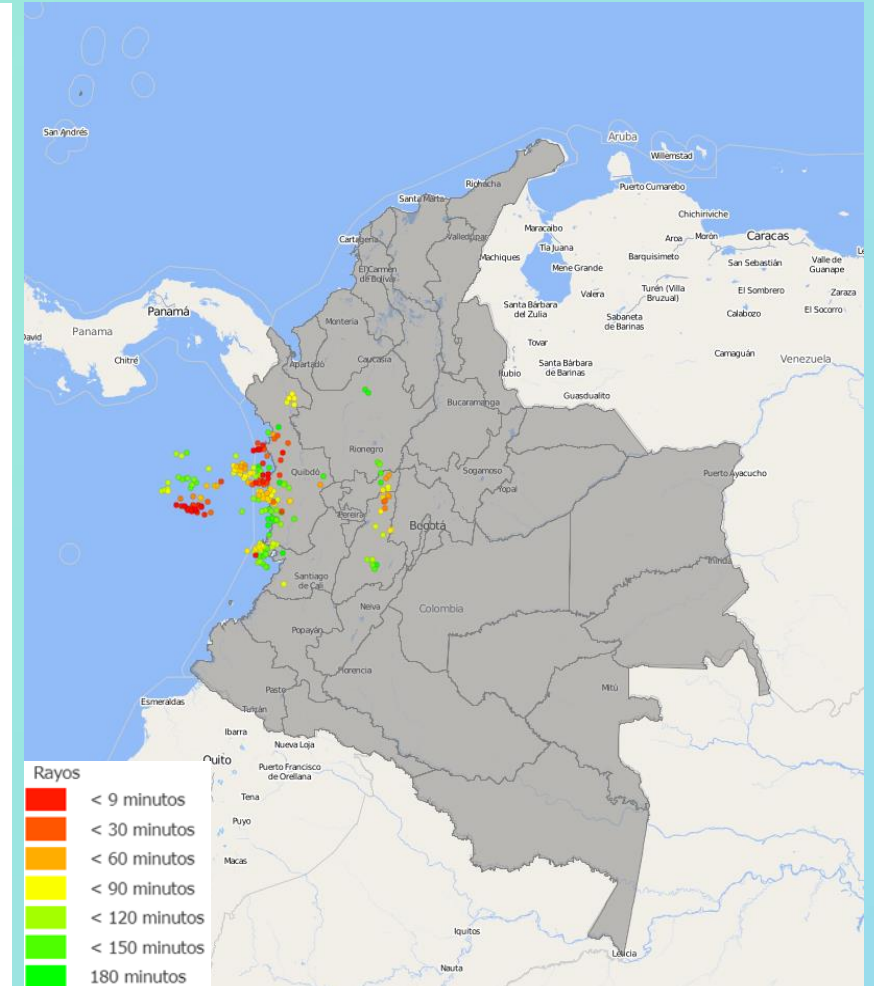 San Andrés
Aruba
Willemstad
Riohacha
Puerto Cumarebo
Santa Marta
Chichiriviche
Maracaibo
Cartagena
Valledupar
Aroa
Morón
Caracas
Tía Juana
Machiques
Barquisimeto
San Sebastián
Valle de
Guanape
Mene Grande
El Carmen
de Bolívar
Valera
Turén (Villa
Bruzual)
El Sombrero
Zaraza
Santa Bárbara
del Zulia
Panamá
Sabaneta
de Barinas
Calabozo
El Socorro
Montería
David
Panama
Tovar
Camaguán
Chitré
Apartadó
Caucasia
Santa Bárbara
de Barinas
Venezuela
Rubio
Guasdualito
Bucaramanga
Rionegro
Quibdó
Sogamoso
Puerto Ayacucho
Yopal
Pereira
Bogotá
Inírida
Santiago
de Cali
Neiva
Colombia
Popayán
Florencia
Mitú
Pasto
Esmeraldas
Tulcán
Ibarra
Nueva Loja
Quito
Puerto Francisco
de Orellana
Rayos
Tena
< 9 minutos
Puyo
< 30 minutos
< 60 minutos
Macas
< 90 minutos
< 120 minutos
Iquitos
< 150 minutos
Leticia
Nauta
180 minutos